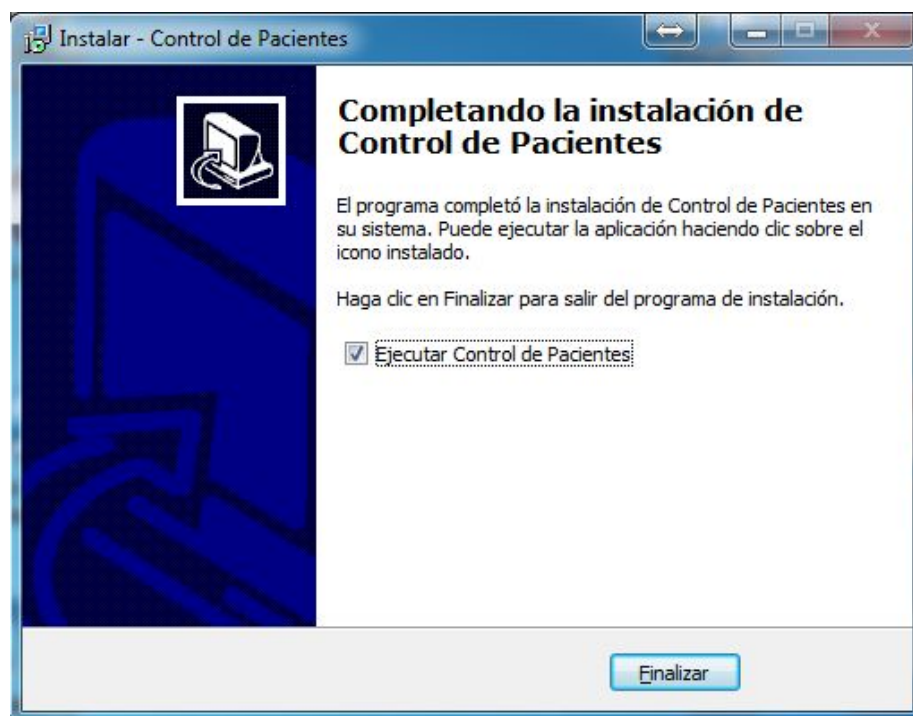 Instalar - Control de Pacientes
Completando la instalación de
Control de Pacientes
El programa completó la instalación de Control de Pacientes en
su sistema. Puede ejecutar la aplicación haciendo clic sobre el
icono instalado.
Haga clic en Finalizar para salir del programa de instalación.
Ejecutar Control de Pacientes
Finalizar